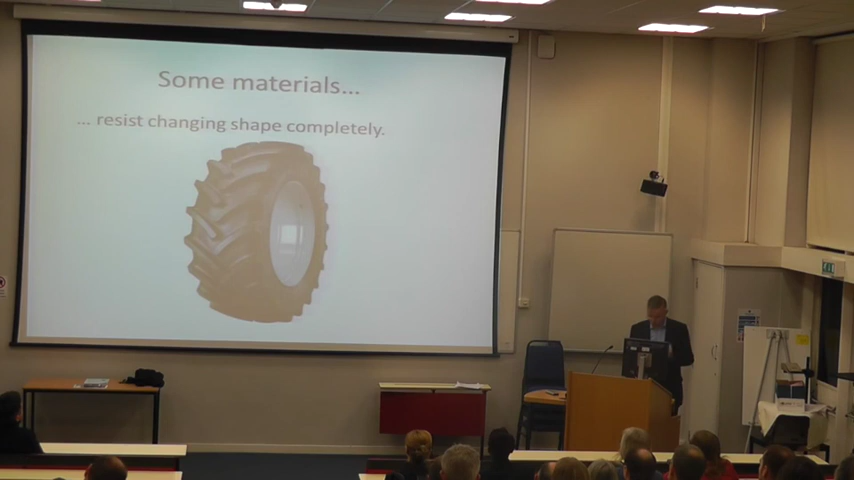 Some materials...
... resist changing shape completely.